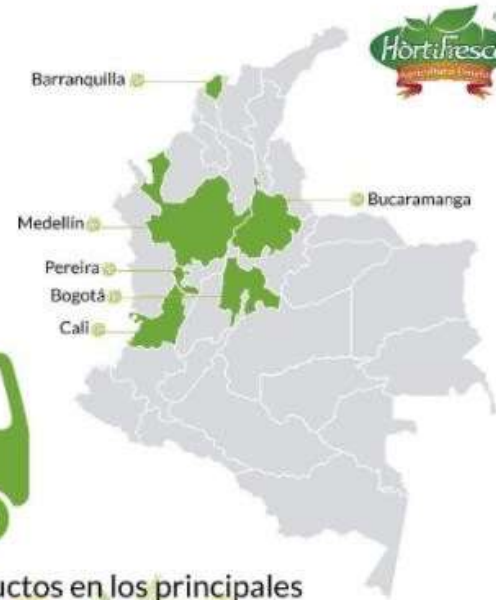 Hortifresco
Barranquilla
Bucaramanga
Medellín
Pereira
Bogotá
Cali
uctos en los principales